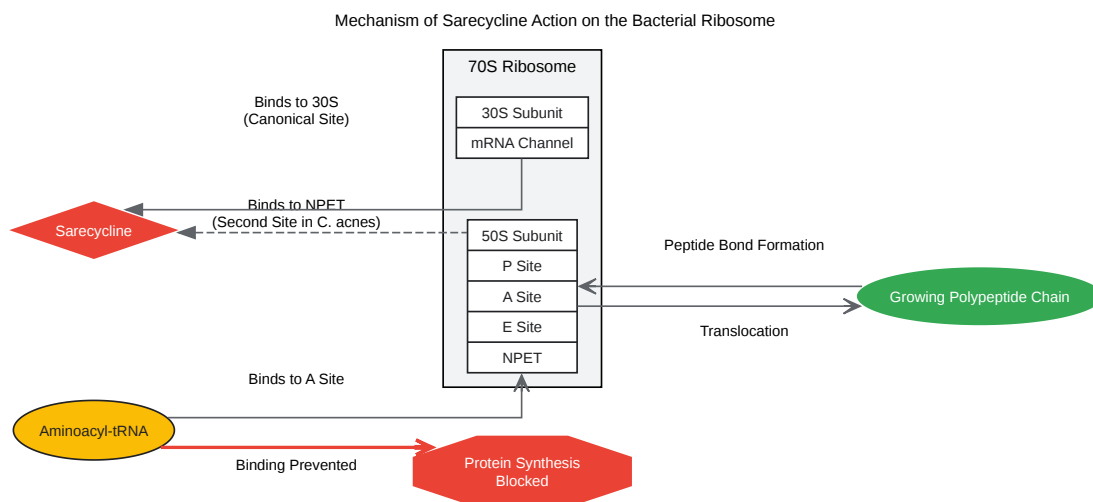 Mechanism of Sarecycline Action on the Bacterial Ribosome
70S Ribosome
Binds to 30S
(Canonical Site)
30S Subunit
mRNA Channel
Binds to NPET
(Second Site in C. acnes)
Sarecycline
50S Subunit
P Site
A Site
E Site
NPET
Peptide Bond Formation
Growing Polypeptide Chain
Translocation
Binds to A Site
Aminoacyl-tRNA
Binding Prevented
Protein Synthesis
Blocked